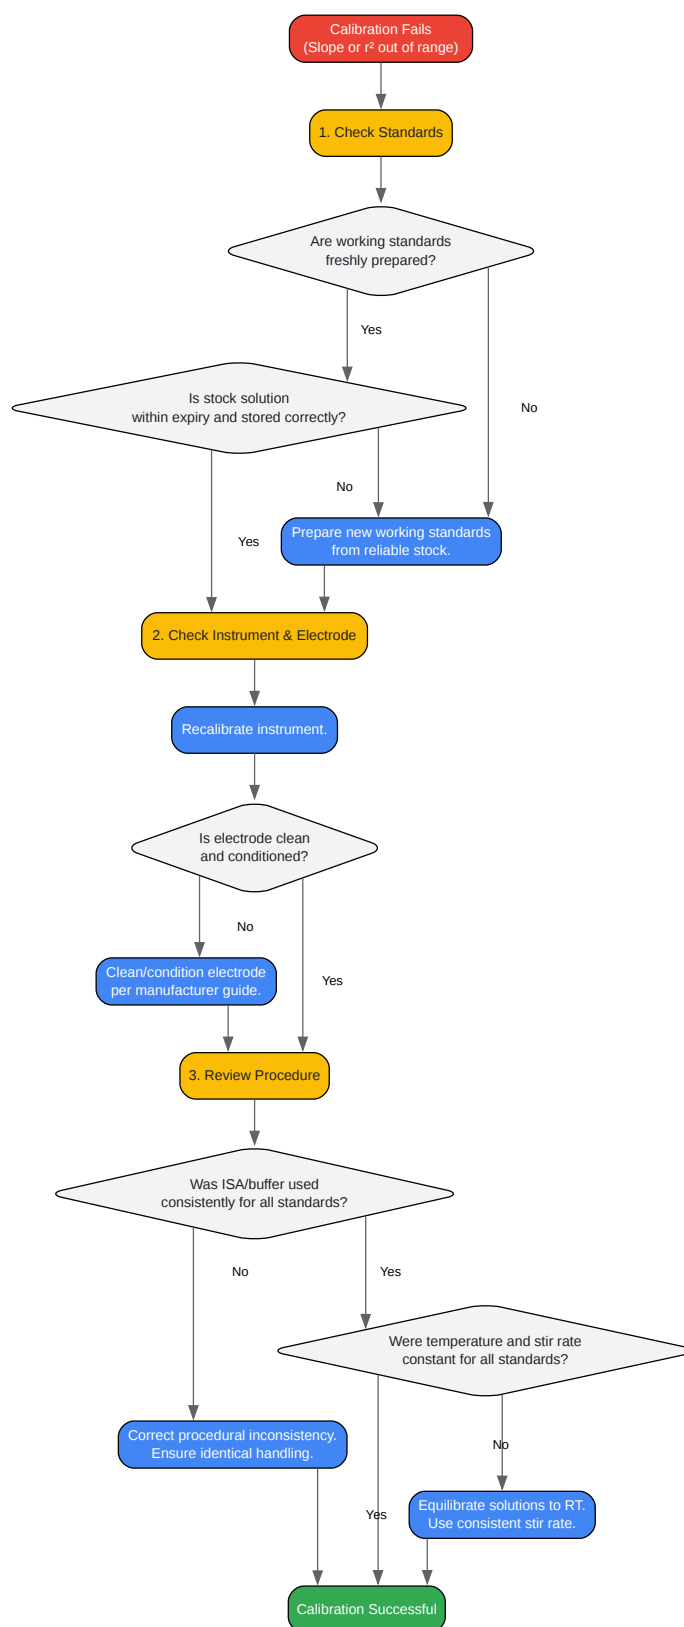 Calibration Fails
(Slope or r² out of range)
1. Check Standards
Are working standards
freshly prepared?
Yes
No
Is stock solution
within expiry and stored correctly?
No
Yes
Prepare new working standards
from reliable stock.
2. Check Instrument & Electrode
Recalibrate instrument.
Is electrode clean
and conditioned?
No
Yes
Clean/condition electrode
per manufacturer guide.
3. Review Procedure
Was ISA/buffer used
consistently for all standards?
No
Yes
Were temperature and stir rate
constant for all standards?
Correct procedural inconsistency.
Ensure identical handling.
No
Yes
Equilibrate solutions to RT.
Use consistent stir rate.
Calibration Successful